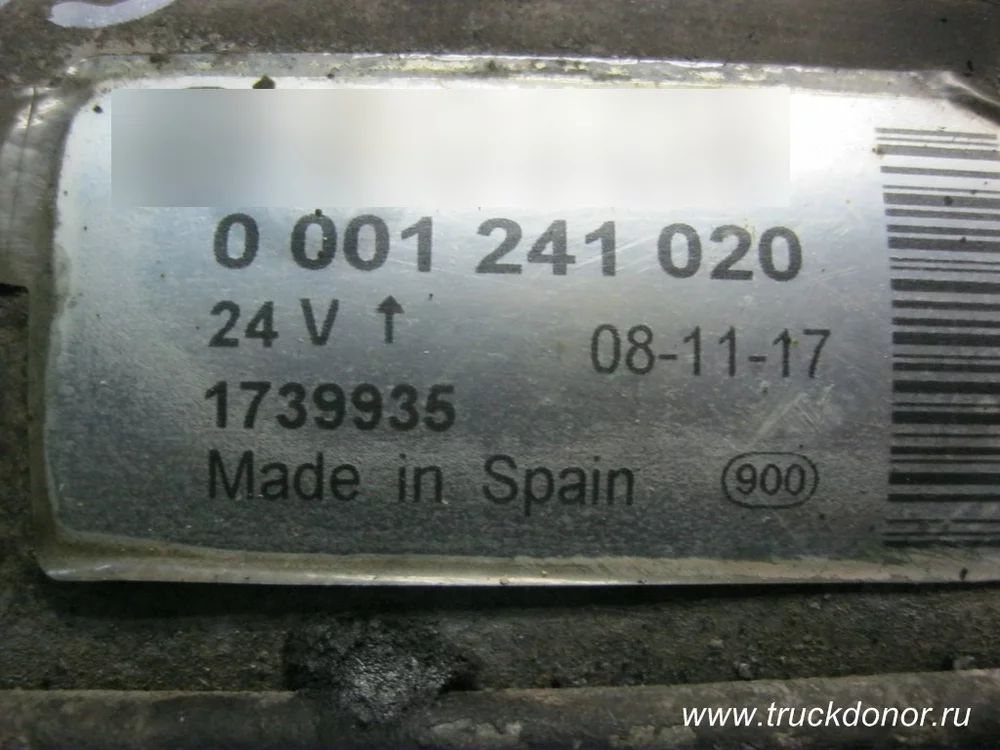 0 001 241 020
24 V ↑
08-11-17
1739935
Made in Spain
900
www.truckdonor.ru